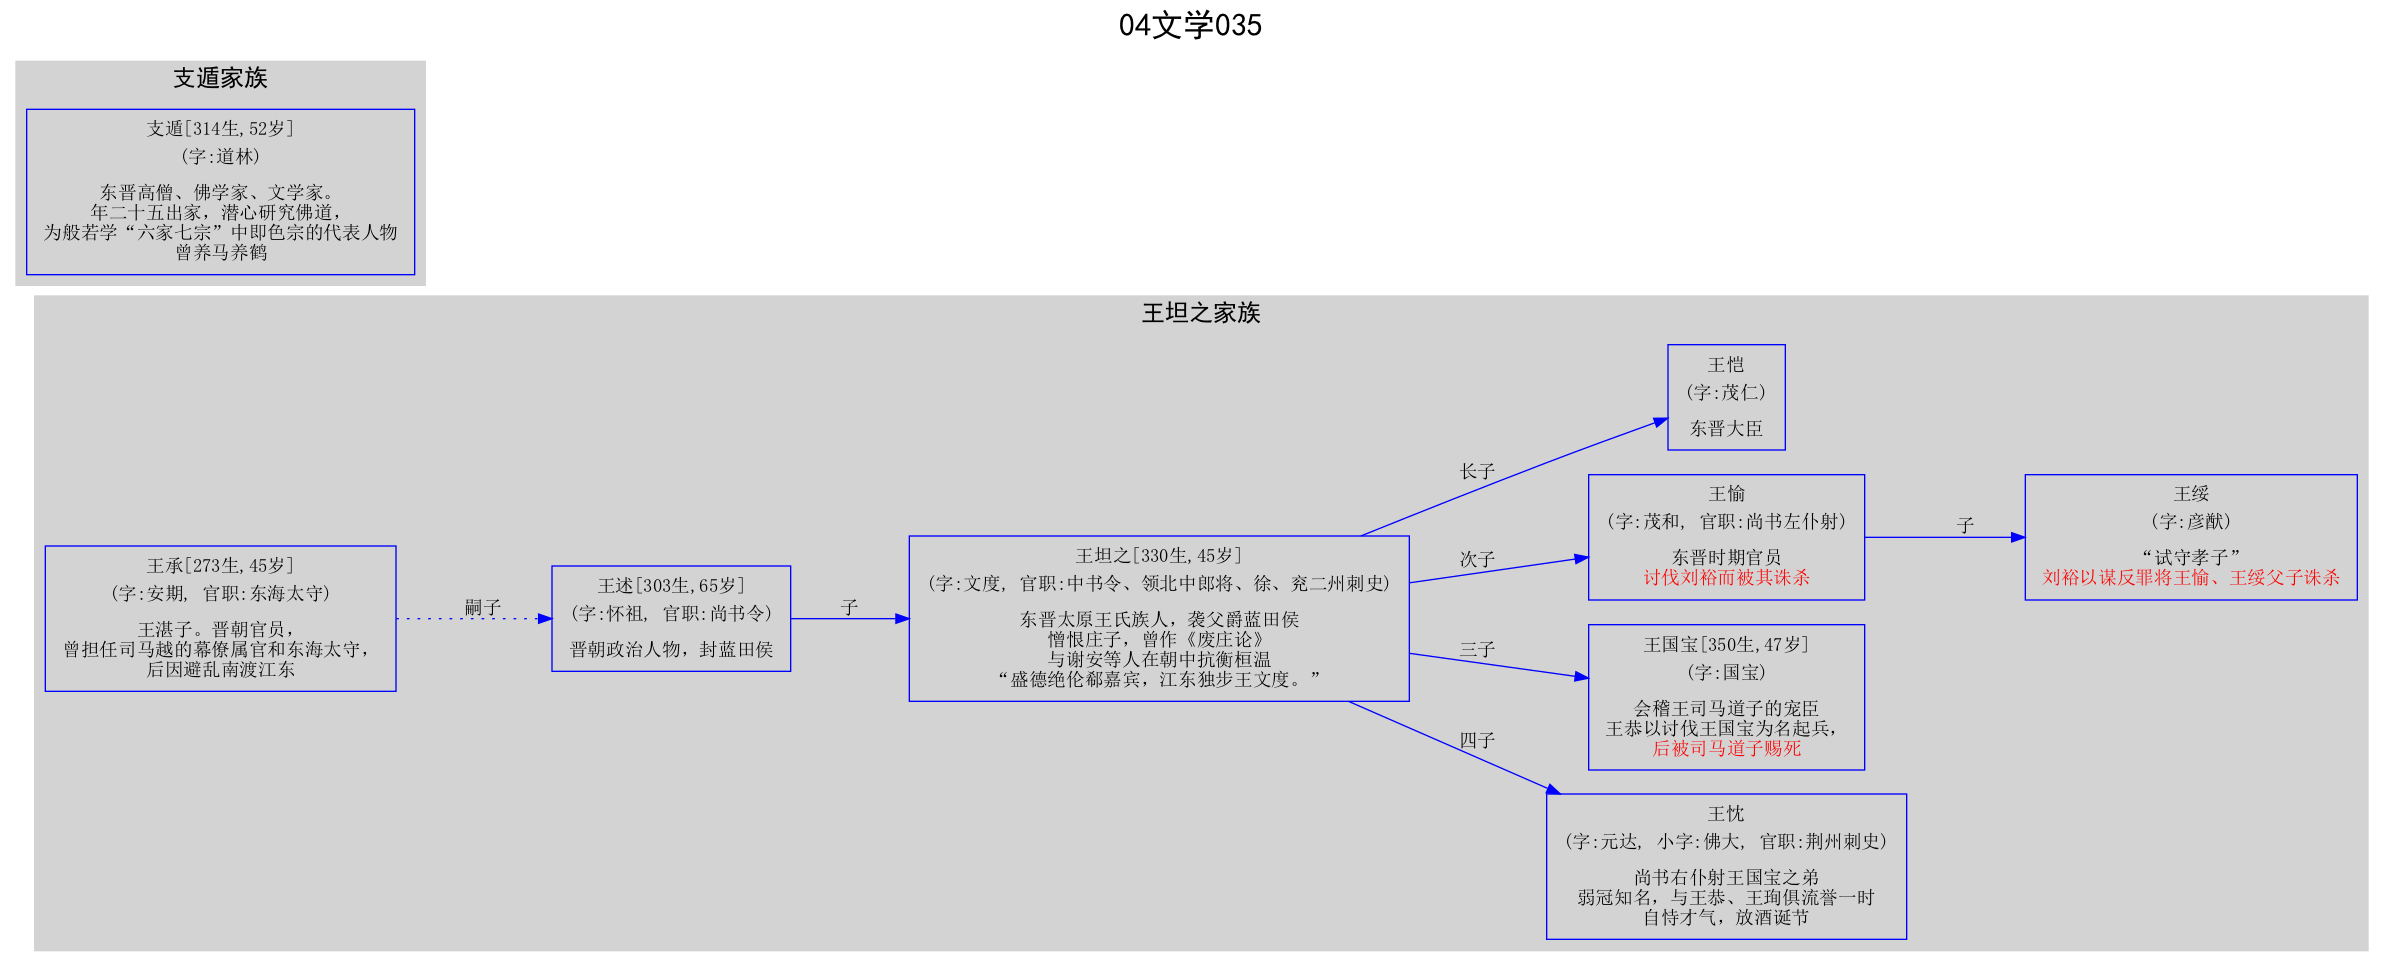 04文学035
支遁家族
支遁[314生,52岁]
(字:道林)
东晋高僧、佛学家、文学家。
年二十五出家，潜心研究佛道，
为般若学“六家七宗”中即色宗的代表人物
曾养马养鹤
王坦之家族
王承[273生,45岁]
(字:安期, 官职:东海太守)
王湛子。晋朝官员，
曾担任司马越的幕僚属官和东海太守，
后因避乱南渡江东
嗣子
王述[303生,65岁]
(字:怀祖, 官职:尚书令)
晋朝政治人物，封蓝田侯
子
王坦之[330生,45岁]
(字:文度, 官职:中书令、领北中郎将、徐、兖二州刺史)
东晋太原王氏族人，袭父爵蓝田侯
憎恨庄子，曾作《废庄论》
与谢安等人在朝中抗衡桓温
“盛德绝伦郗嘉宾，江东独步王文度。”
长子
王恺
(字:茂仁)
东晋大臣
次子
王愉
(字:茂和, 官职:尚书左仆射)
东晋时期官员
讨伐刘裕而被其诛杀
子
王绥
(字:彦猷)
“试守孝子”
刘裕以谋反罪将王愉、王绥父子诛杀
三子
王国宝[350生,47岁]
(字:国宝)
会稽王司马道子的宠臣
王恭以讨伐王国宝为名起兵，
后被司马道子赐死
四子
王忱
(字:元达, 小字:佛大, 官职:荆州刺史)
尚书右仆射王国宝之弟
弱冠知名，与王恭、王珣俱流誉一时
自恃才气，放酒诞节